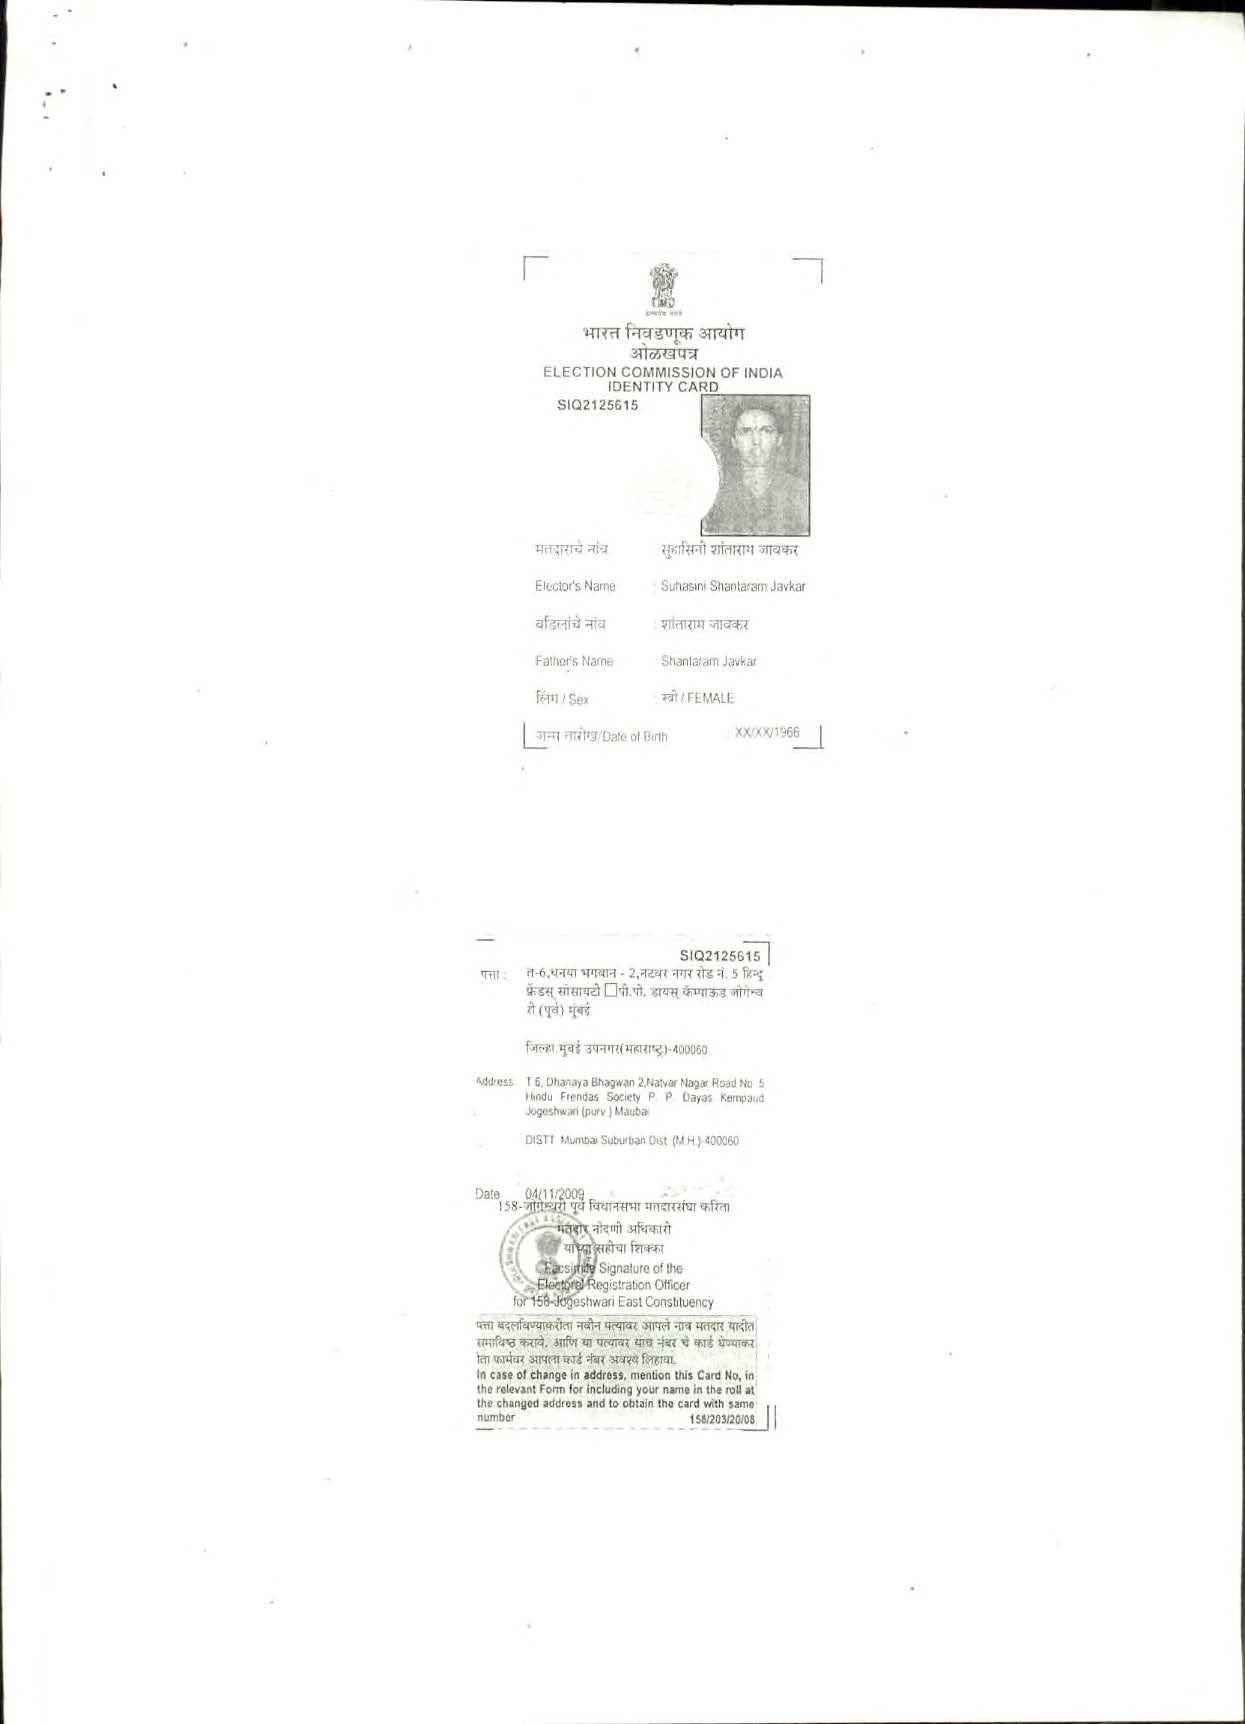 भारत निवडणूक आयोग
ओळखपत्र
ELECTION COMMISSION OF INDIA
IDENTITY CARD
SIQ2125615
मतदाराचे नांव सुहासिनी शांताराम जावकर
Elector's Name : Suhasini Shantaram Javkar
वडिलांचे नांव : शांताराम जावकर
Father's Name Shantaram Javkar
लिंग / Sex : स्त्री / FEMALE
जन्म तारीख/Date of Birth : XX/XX/1966
SIQ2125615
पत्ता : त-6,धनया भगवान - 2,नटवर नगर रोड नं. 5 हिन्दु
फ्रेंडस् सोसायटी □पी.पी. डायस् कॅम्पाऊड जोगेश्व
री (पूर्व) मुंबई
जिल्हा मुंबई उपनगर(महाराष्ट्र)-400060
Address T 6, Dhanaya Bhagwan 2,Natvar Nagar Road No 5
Hindu Frendas Society P. P. Dayas Kempaud
Jogeshwari (purv ) Maubai
DISTT Mumbai Suburban Dist (M.H.)-400060
Date 04/11/2009
158-जोगेश्वरी पूर्व विधानसभा मतदारसंघा करिता
मतदार नोंदणी अधिकारी
यांच्या सहीचा शिक्का
Facsimile Signature of the
Electoral Registration Officer
for 158-Jogeshwari East Constituency
पत्ता बदलविण्याकरीता नवीन पत्यावर आपले नाव मतदार यादीत
समाविष्ठ करावे. आणि या पत्यावर याच नंबर चे कार्ड घेण्याकर
िता फार्मवर आपला कार्ड नंबर अवश्य लिहावा.
In case of change in address, mention this Card No, in
the relevant Form for including your name in the roll at
the changed address and to obtain the card with same
number 158/203/20/08